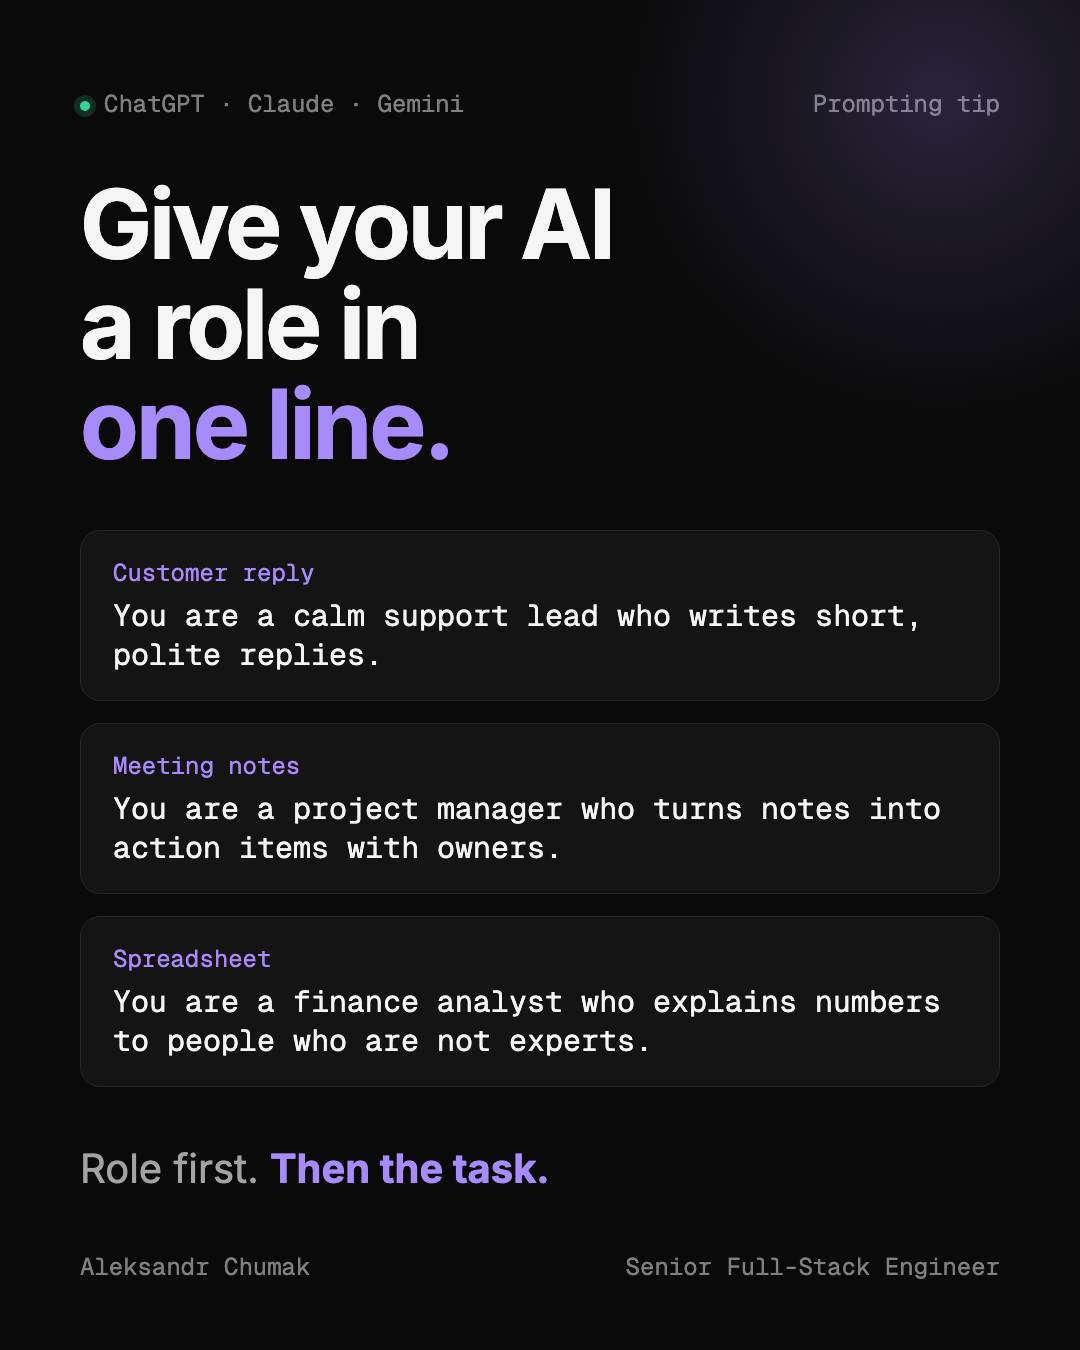 ChatGPT · Claude · Gemini
Prompting tip
Give your AI
a role in
one line.
Customer reply
You are a calm support lead who writes short,
polite replies.
Meeting notes
You are a project manager who turns notes into
action items with owners.
Spreadsheet
You are a finance analyst who explains numbers
to people who are not experts.
Role first. Then the task.
Aleksandr Chumak
Senior Full-Stack Engineer